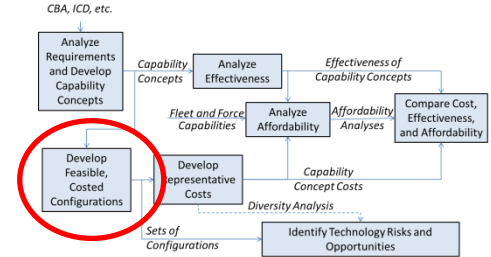 CBA, ICD, etc.
Analyze
Requirements
and Develop
Capability
Concepts
Capability
Concepts
Analyze
Effectiveness
Effectiveness of
Capability Concepts
Fleet and Force
Capabilities
Analyze
Affordability
Affordability
Analyses
Compare Cost,
Effectiveness,
and Affordability
Develop
Feasible,
Costed
Configurations
Develop
Representative
Costs
Capability
Concept Costs
Diversity Analysis
Sets of
Configurations
Identify Technology Risks and
Opportunities